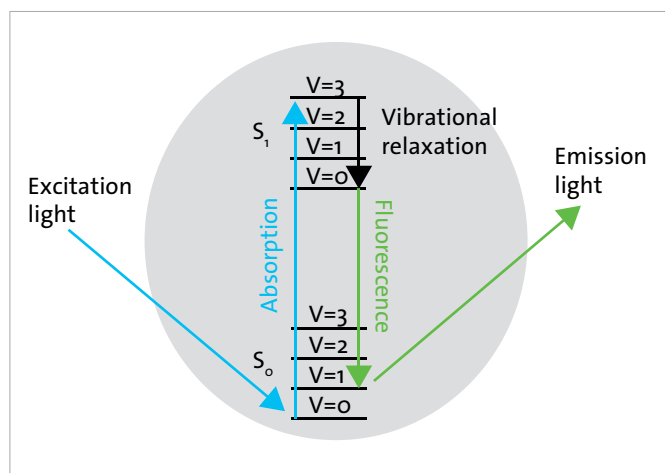 V=3
V=2
S₁
V=1
V=0
Vibrational
relaxation
Excitation
light
Emission
light
Absorption
Fluorescence
V=3
V=2
S₀
V=1
V=0